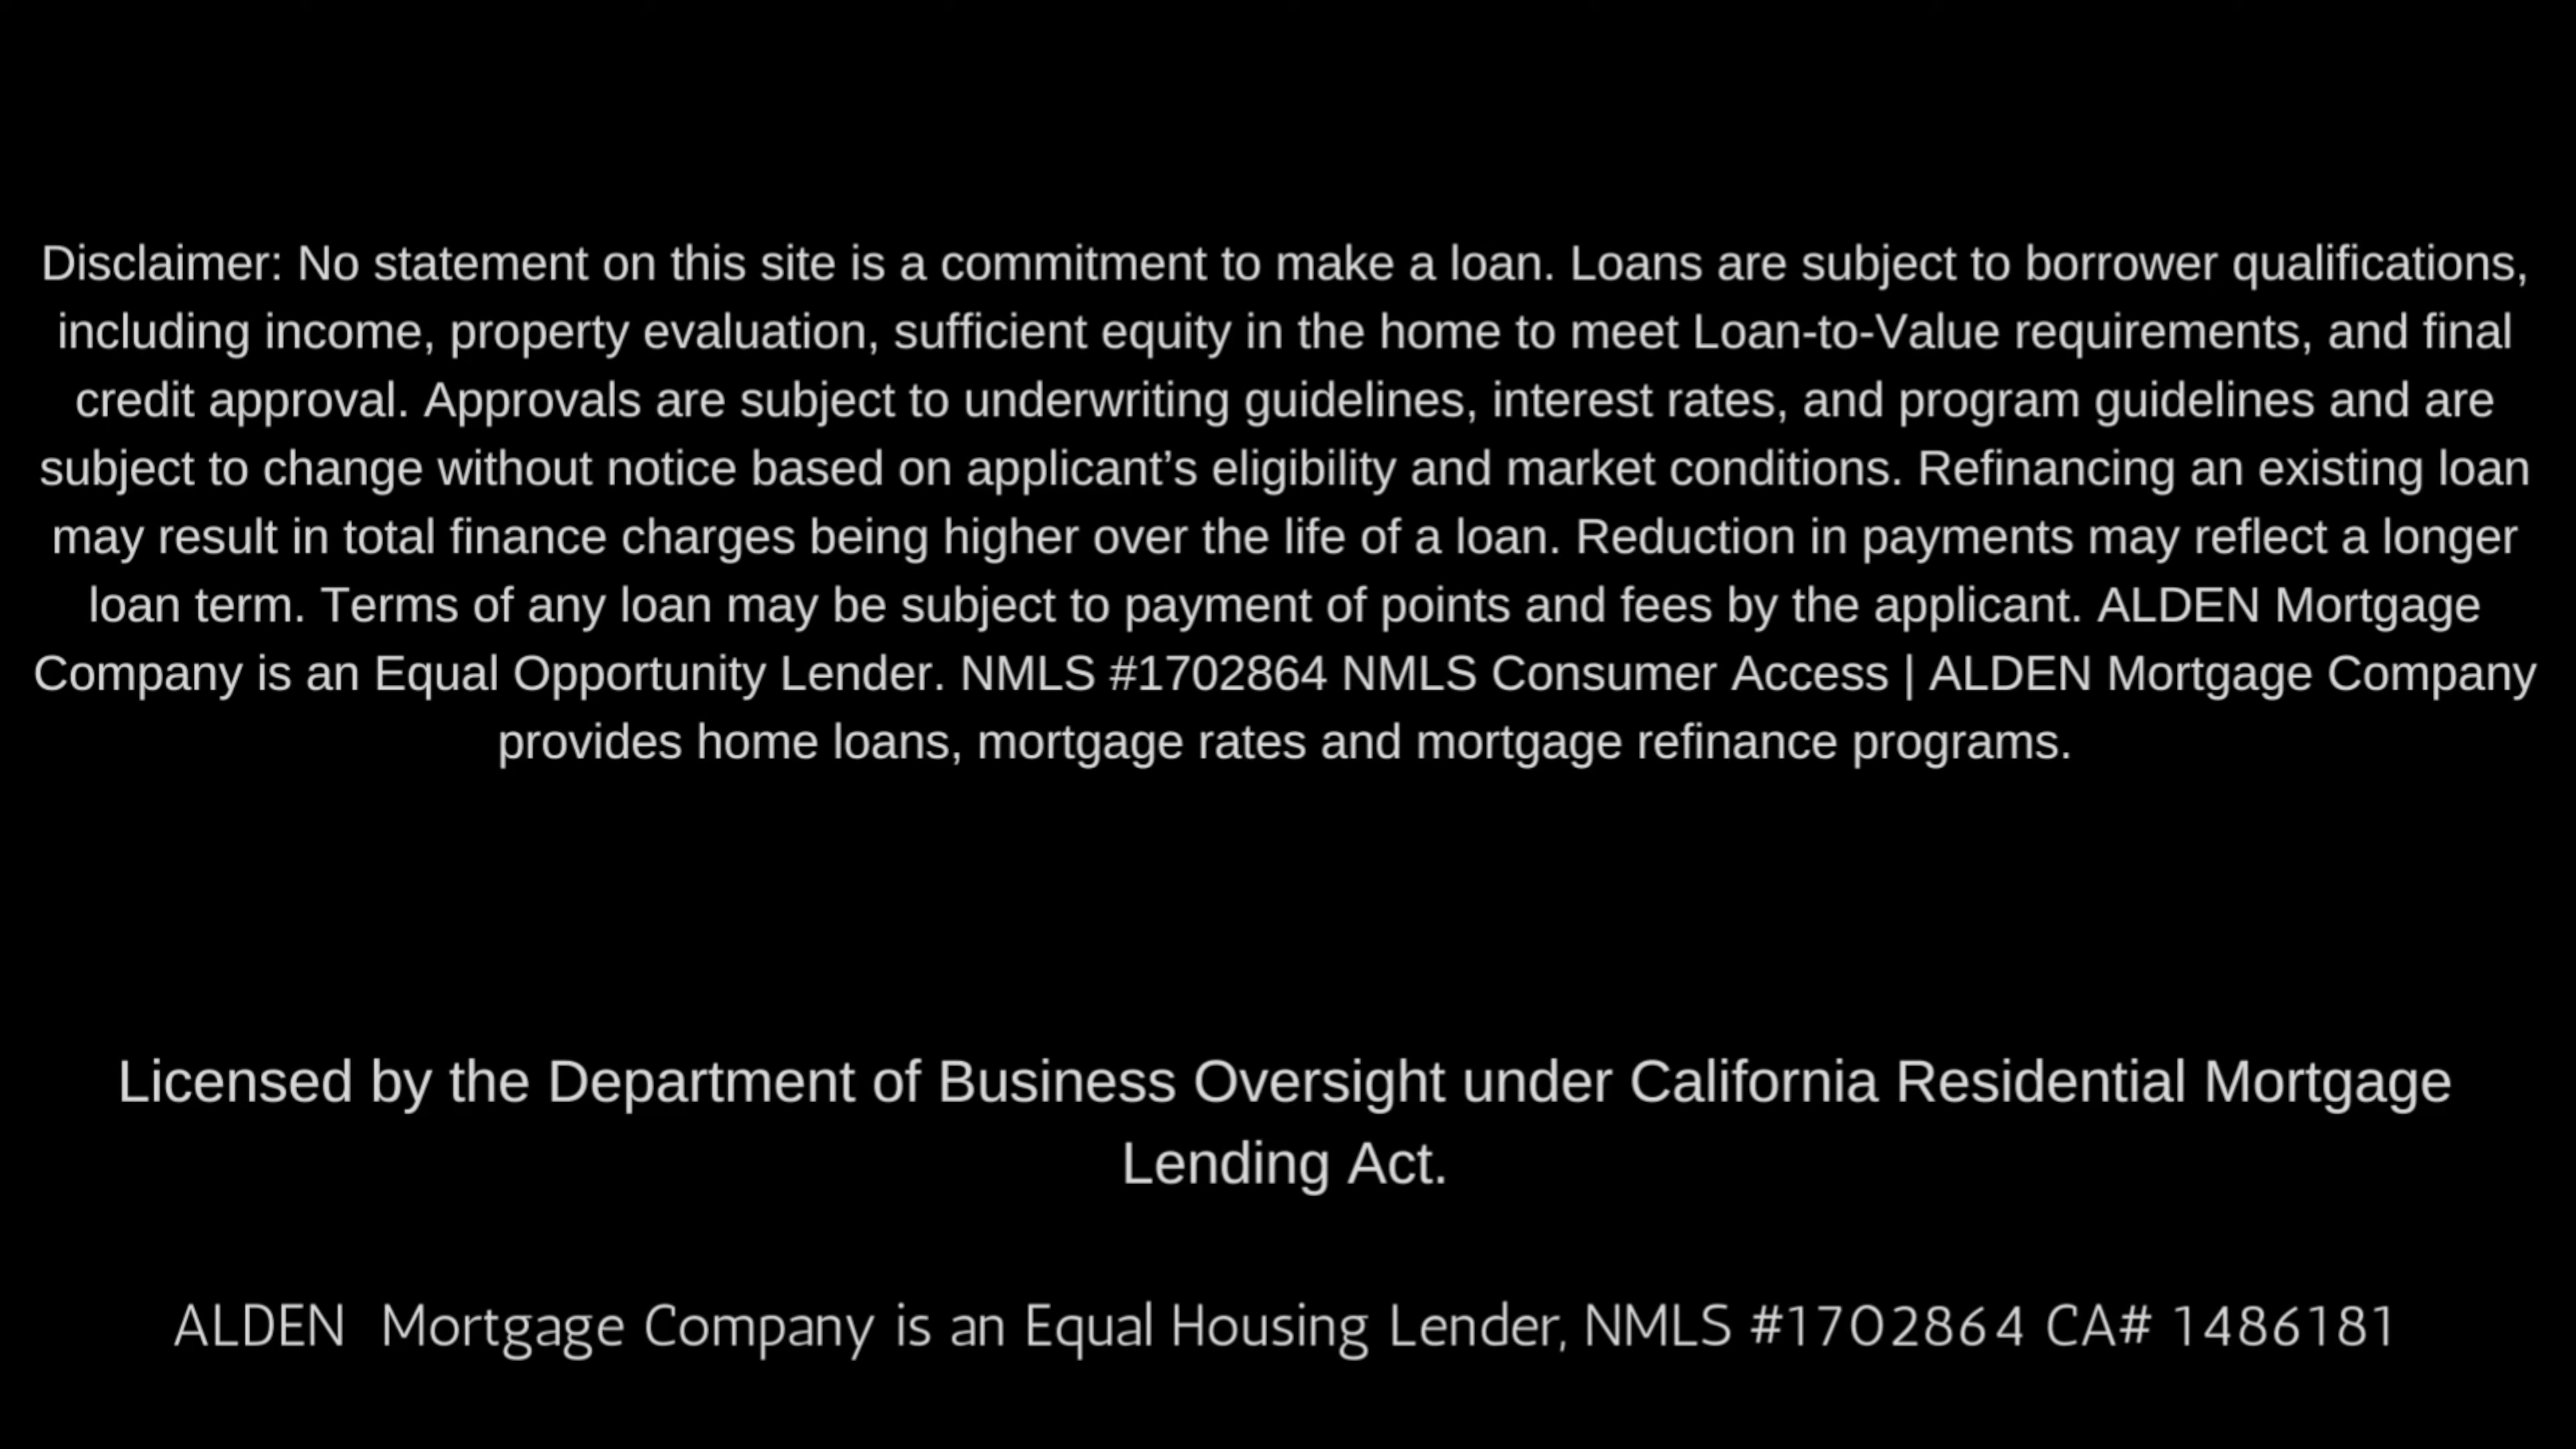 Disclaimer: No statement on this site is a commitment to make a loan. Loans are subject to borrower qualifications,
including income, property evaluation, sufficient equity in the home to meet Loan-to-Value requirements, and final
credit approval. Approvals are subject to underwriting guidelines, interest rates, and program guidelines and are
subject to change without notice based on applicant’s eligibility and market conditions. Refinancing an existing loan
may result in total finance charges being higher over the life of a loan. Reduction in payments may reflect a longer
loan term. Terms of any loan may be subject to payment of points and fees by the applicant. ALDEN Mortgage
Company is an Equal Opportunity Lender. NMLS #1702864 NMLS Consumer Access | ALDEN Mortgage Company
provides home loans, mortgage rates and mortgage refinance programs.
Licensed by the Department of Business Oversight under California Residential Mortgage
Lending Act.
ALDEN Mortgage Company is an Equal Housing Lender, NMLS #1702864 CA# 1486181